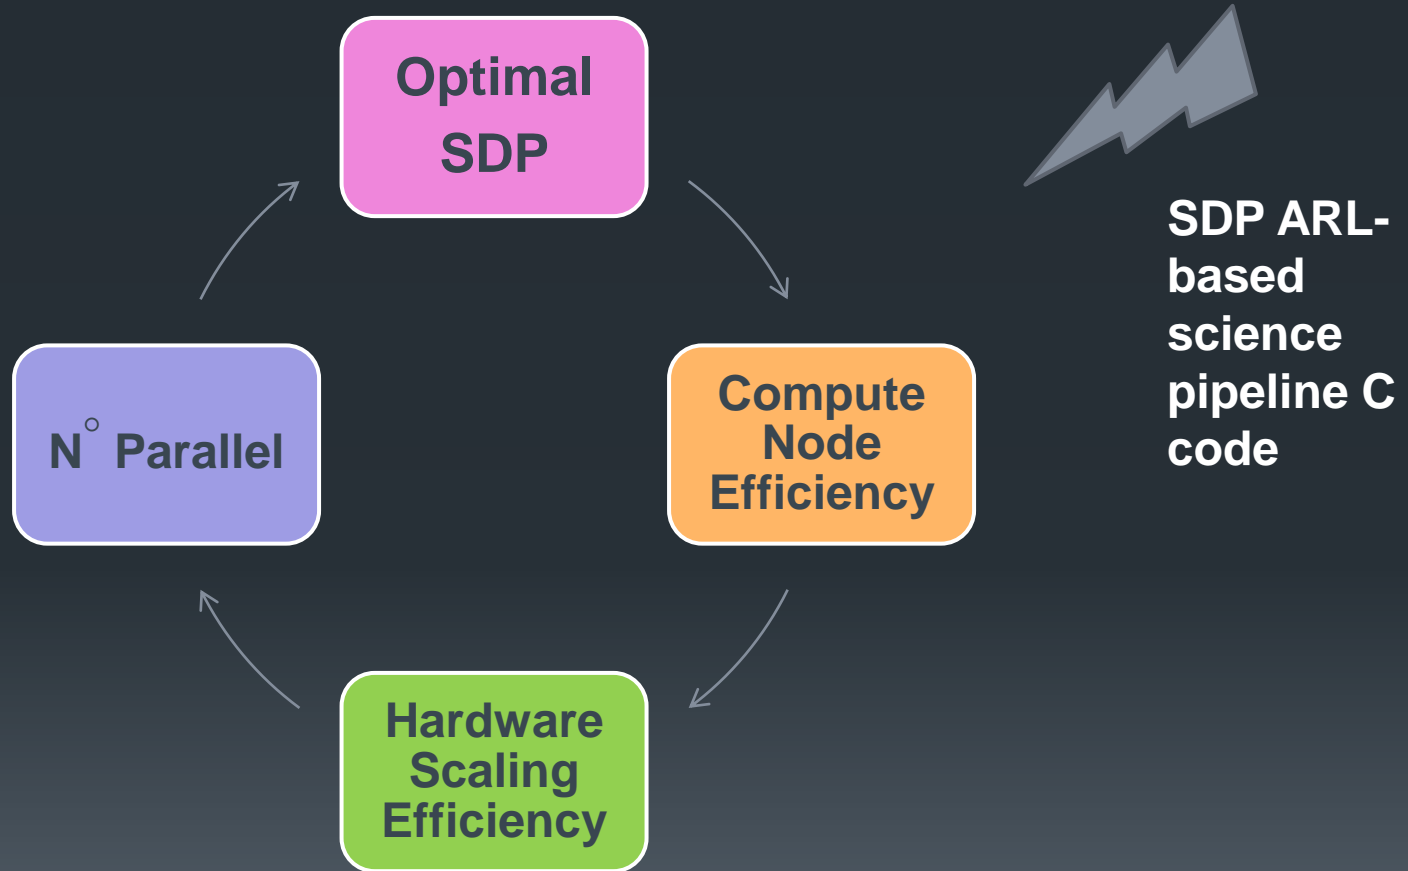 Optimal
SDP
SDP ARL-
based
science
pipeline C
code
N° Parallel
Compute
Node
Efficiency
Hardware
Scaling
Efficiency